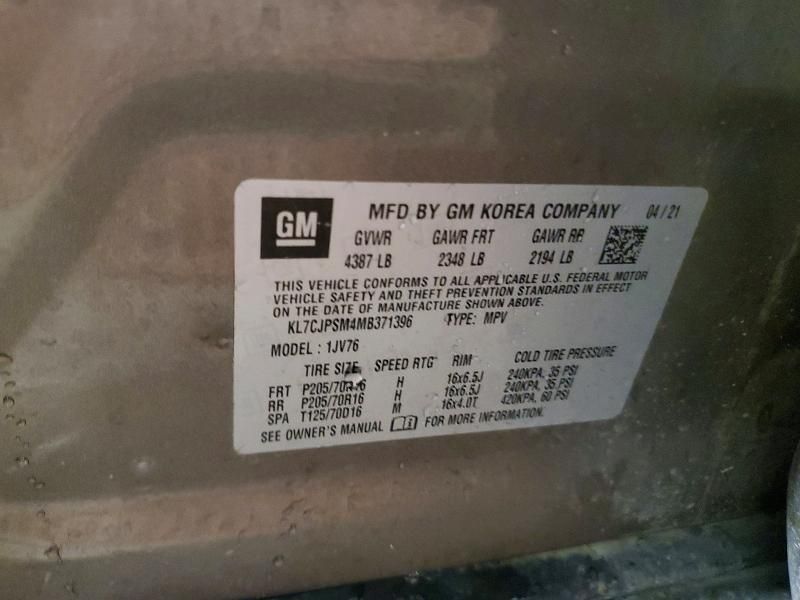 GM MFD BY GM KOREA COMPANY 04/21
GVWR GAWR FRT GAWR RR
4387 LB 2348 LB 2194 LB
THIS VEHICLE CONFORMS TO ALL APPLICABLE U.S. FEDERAL MOTOR
VEHICLE SAFETY AND THEFT PREVENTION STANDARDS IN EFFECT
ON THE DATE OF MANUFACTURE SHOWN ABOVE.
KL7CJPSM4MB371396 TYPE: MPV
MODEL : 1JV76
TIRE SIZE SPEED RTG RIM COLD TIRE PRESSURE
FRT P205/70R16 H 16x6.5J 240KPA, 35 PSI
RR P205/70R16 H 16x6.5J 240KPA, 35 PSI
SPA T125/70D16 M 16x4.0T 420KPA, 60 PSI
SEE OWNER'S MANUAL FOR MORE INFORMATION.